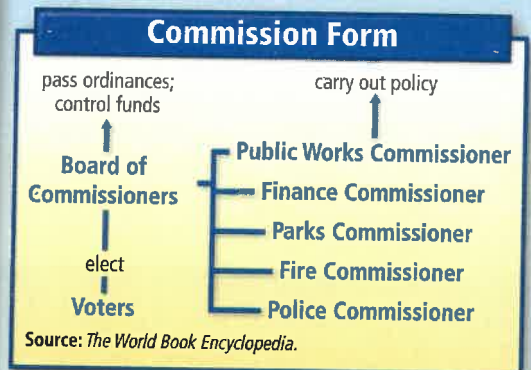 Commission Form
pass ordinances;
control funds
carry out policy
Board of
Commissioners
Public Works Commissioner
Finance Commissioner
Parks Commissioner
Fire Commissioner
Police Commissioner
elect
Voters
Source: The World Book Encyclopedia.